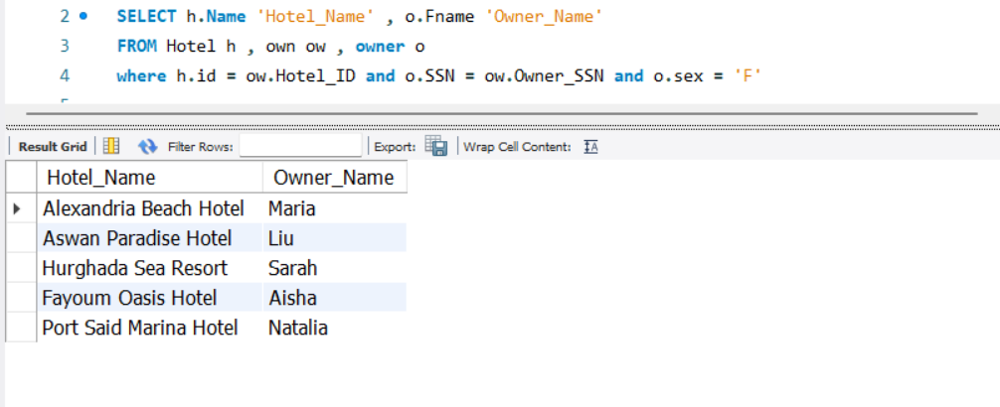 2 SELECT h.Name 'Hotel_Name' , o.Fname 'Owner_Name'
3 FROM Hotel h , own ow , owner o
4 where h.id = ow.Hotel_ID and o.SSN = ow.Owner_SSN and o.sex = 'F'
Result Grid Filter Rows: Export: Wrap Cell Content: IA
Hotel_Name Owner_Name
Alexandria Beach Hotel Maria
Aswan Paradise Hotel Liu
Hurghada Sea Resort Sarah
Fayoum Oasis Hotel Aisha
Port Said Marina Hotel Natalia